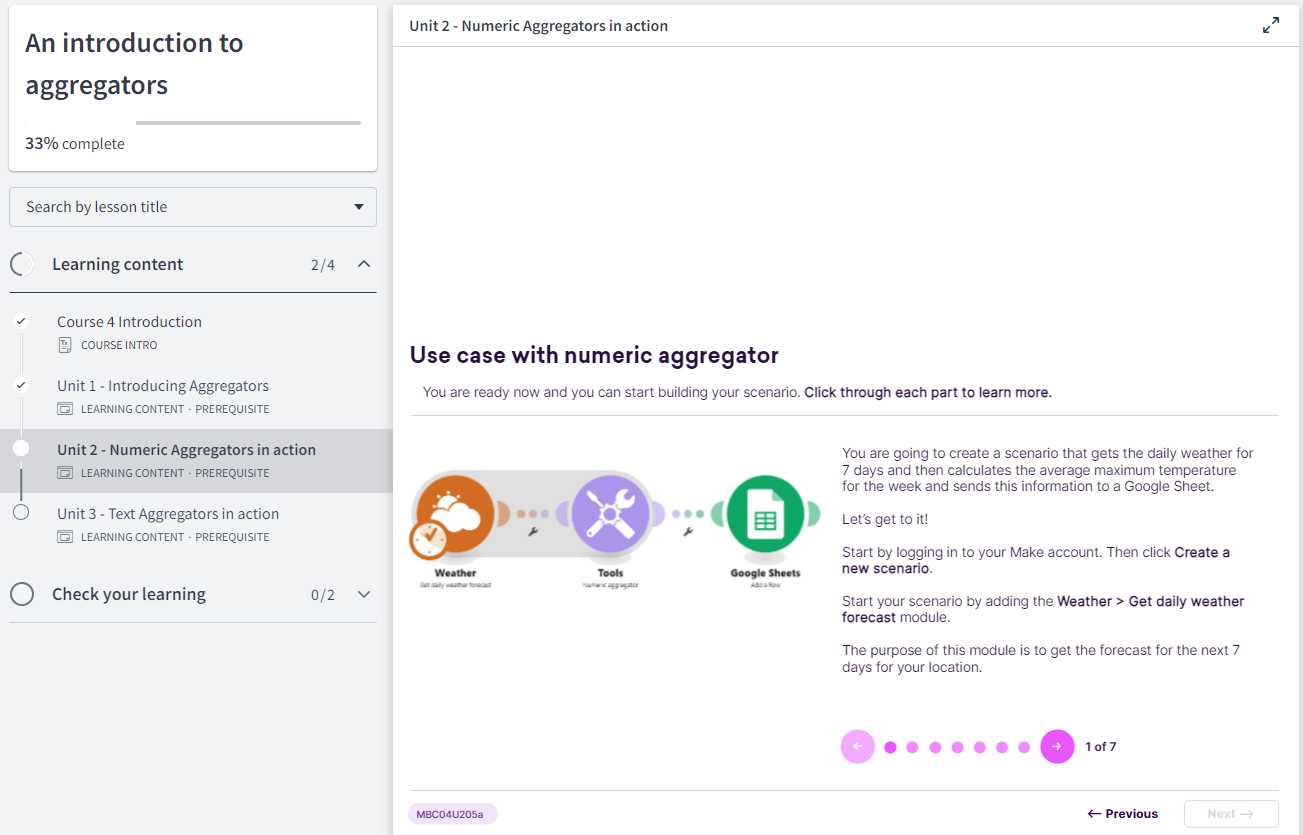 An introduction to
aggregators
33% complete
Search by lesson title
Learning content 2/4
Course 4 Introduction
COURSE INTRO
Unit 1 - Introducing Aggregators
LEARNING CONTENT · PREREQUISITE
Unit 2 - Numeric Aggregators in action
LEARNING CONTENT · PREREQUISITE
Unit 3 - Text Aggregators in action
LEARNING CONTENT · PREREQUISITE
Check your learning 0/2
Unit 2 - Numeric Aggregators in action
Use case with numeric aggregator
You are ready now and you can start building your scenario. Click through each part to learn more.
Weather
Get daily weather forecast
Tools
Numeric aggregator
Google Sheets
Add a Row
You are going to create a scenario that gets the daily weather for
7 days and then calculates the average maximum temperature
for the week and sends this information to a Google Sheet.
Let's get to it!
Start by logging in to your Make account. Then click Create a
new scenario.
Start your scenario by adding the Weather > Get daily weather
forecast module.
The purpose of this module is to get the forecast for the next 7
days for your location.
1 of 7
MBC04U205a
← Previous
Next →